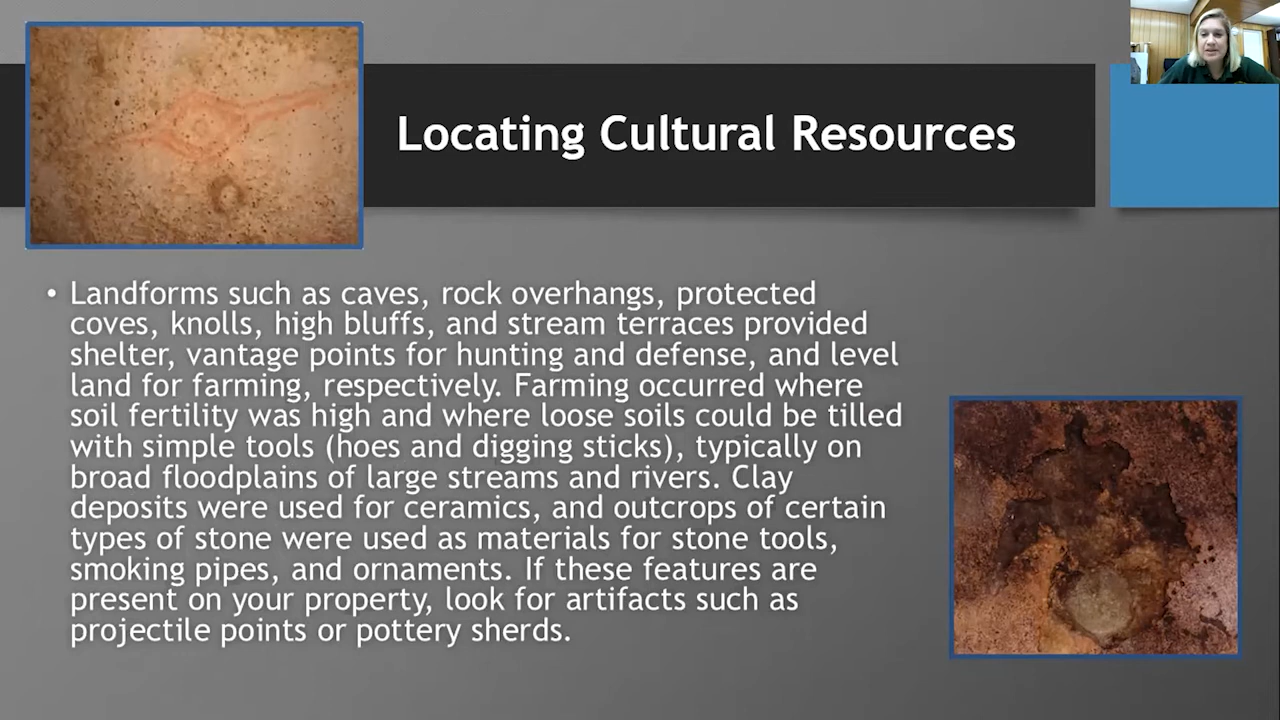 Locating Cultural Resources
• Landforms such as caves, rock overhangs, protected
coves, knolls, high bluffs, and stream terraces provided
shelter, vantage points for hunting and defense, and level
land for farming, respectively. Farming occurred where
soil fertility was high and where loose soils could be tilled
with simple tools (hoes and digging sticks), typically on
broad floodplains of large streams and rivers. Clay
deposits were used for ceramics, and outcrops of certain
types of stone were used as materials for stone tools,
smoking pipes, and ornaments. If these features are
present on your property, look for artifacts such as
projectile points or pottery sherds.